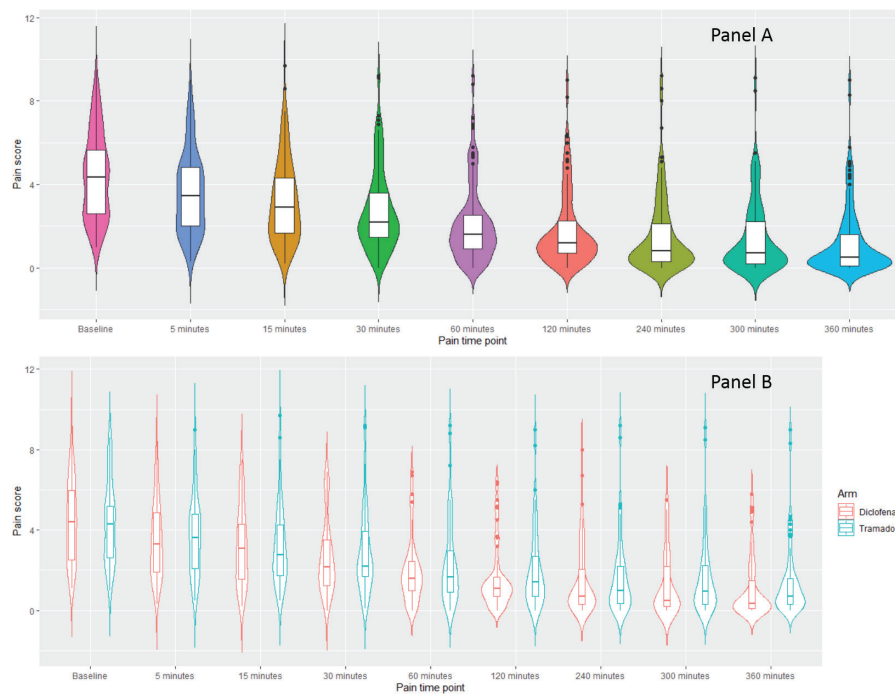 Panel A
12
8
4
0
Pain score
Baseline 5 minutes 15 minutes 30 minutes 60 minutes 120 minutes 240 minutes 300 minutes 360 minutes
Pain time point
Panel B
12
8
4
0
Pain score
Baseline 5 minutes 15 minutes 30 minutes 60 minutes 120 minutes 240 minutes 300 minutes 360 minutes
Pain time point
Arm
Diclofena
Tramado